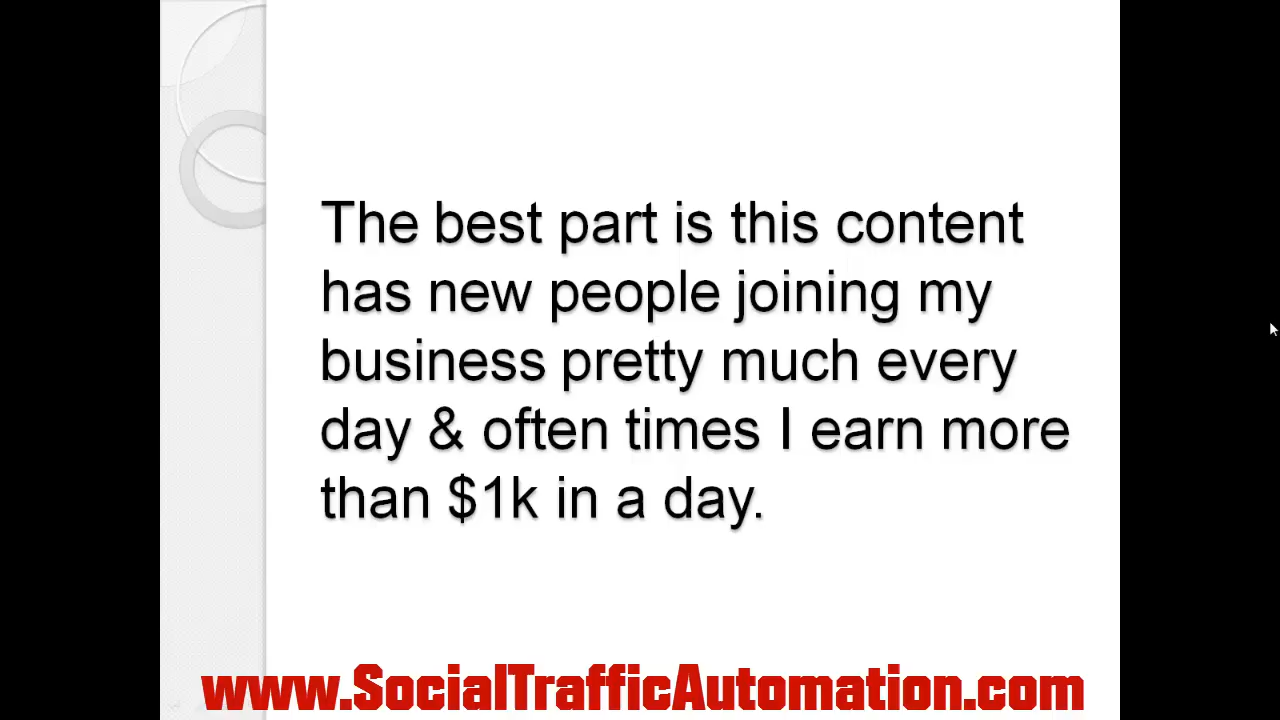 The best part is this content
has new people joining my
business pretty much every
day & often times I earn more
than $1k in a day.
www.SocialTrafficAutomation.com